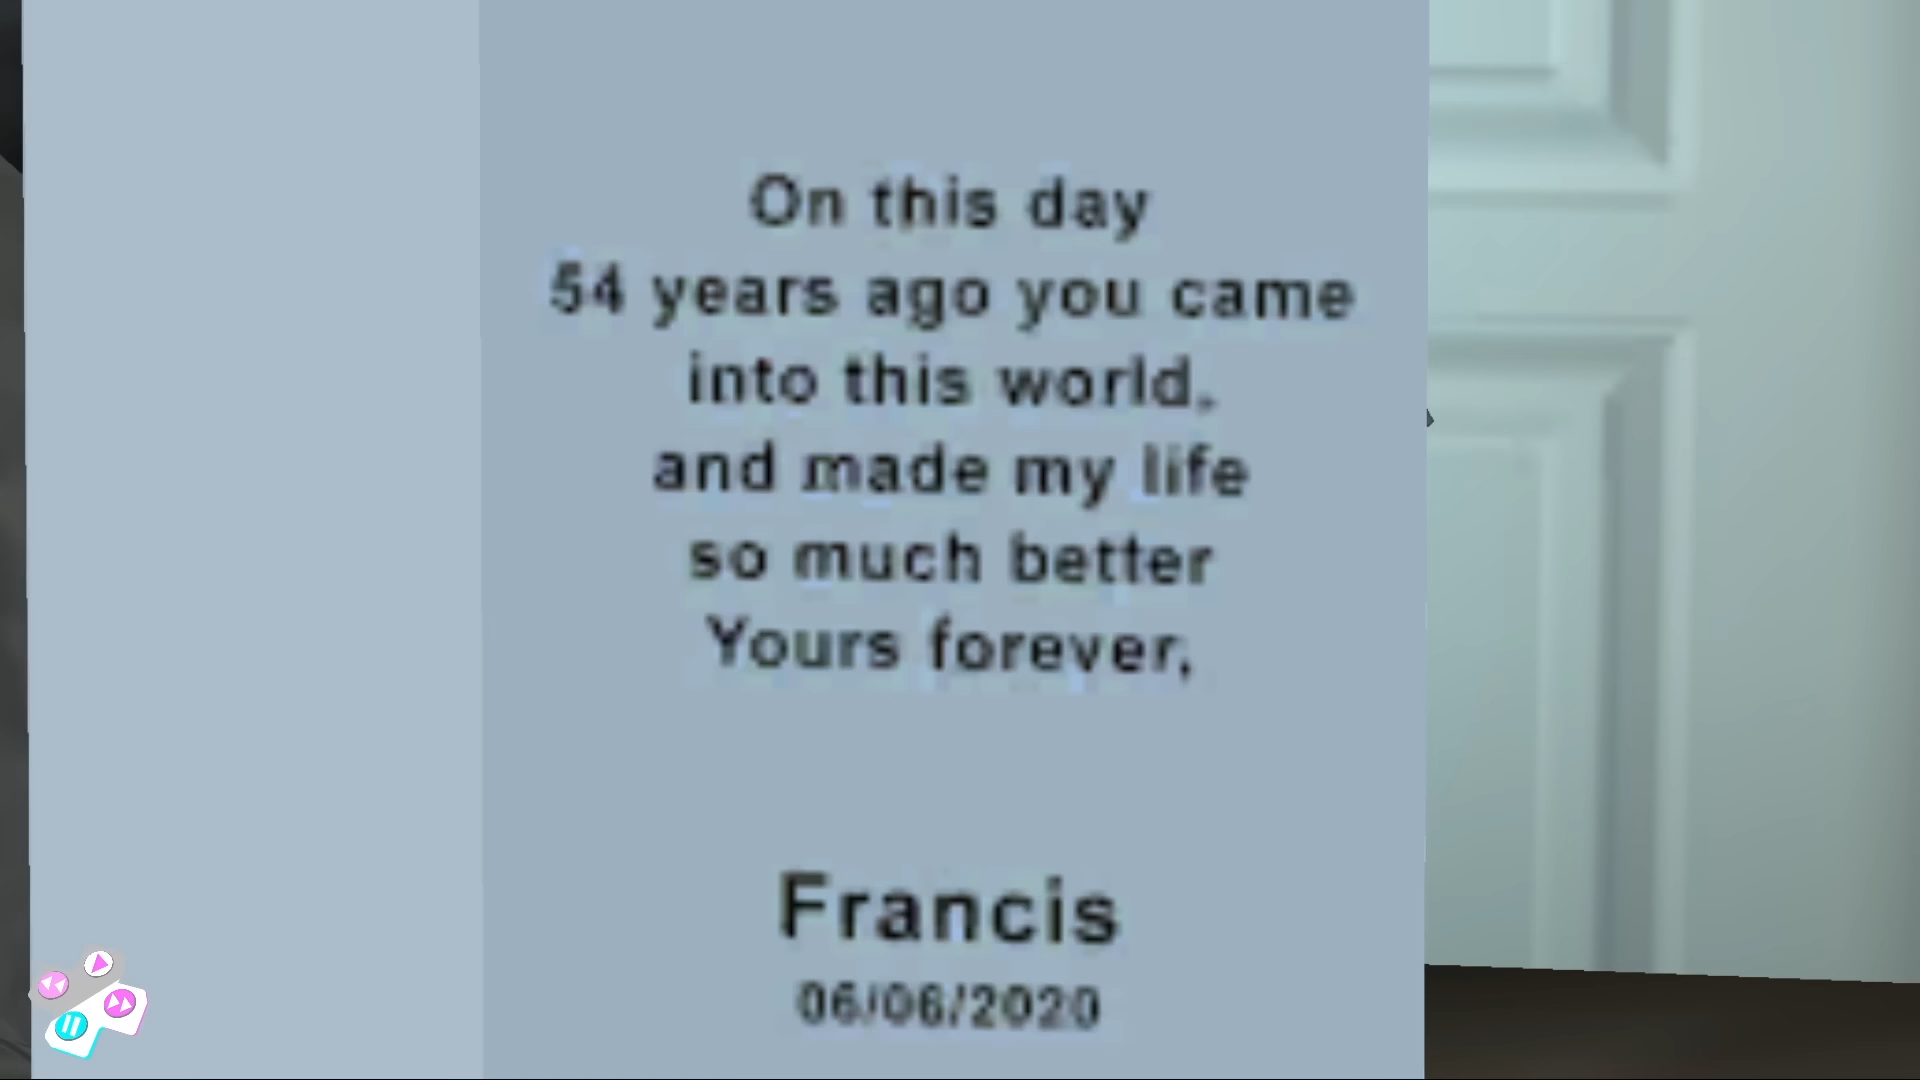 On this day
54 years ago you came
into this world,
and made my life
so much better
Yours forever,
Francis
06/06/2020